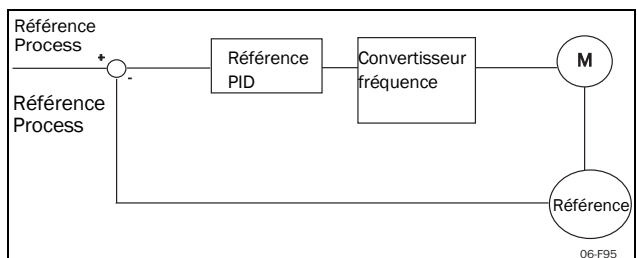 Référence
Process
+
-
Référence
Process
Référence
PID
Convertisseur
fréquence
M
Référence
06-F95